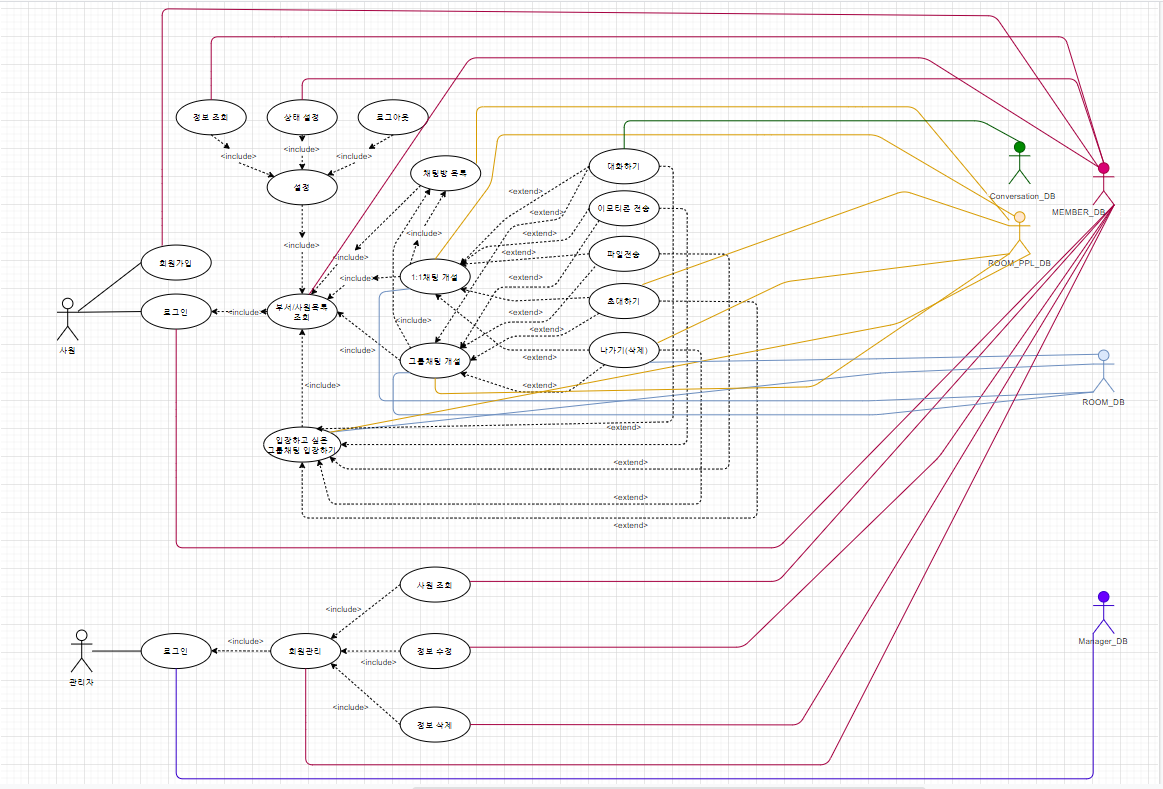 정보 조회
상태 설정
로그아웃
<include>
<include>
<include>
설정
채팅방 목록
대화하기
이모티콘 전송
파일전송
초대하기
나가기(삭제)
<extend>
<extend>
<extend>
<extend>
<extend>
<extend>
<extend>
<extend>
<extend>
Conversation_DB
MEMBER_DB
ROOM_PPL_DB
ROOM_DB
<include>
<include>
<include>
<include>
1:1채팅 개설
그룹채팅 개설
<include>
<include>
회원가입
로그인
<include>
부서/사원목록
조회
사원
<include>
입장하고 싶은
그룹채팅 입장하기
<extend>
<extend>
<extend>
<extend>
사원 조회
<include>
로그인
<include>
회원관리
<include>
정보 수정
<include>
정보 삭제
관리자
Manager_DB